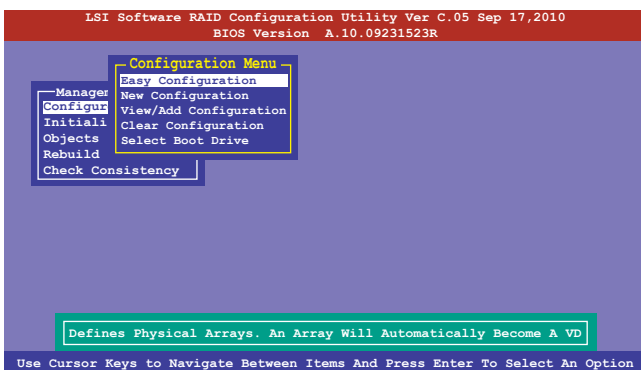 LSI Software RAID Configuration Utility Ver C.05 Sep 17,2010
BIOS Version A.10.09231523R
Configuration Menu
Easy Configuration
New Configuration
View/Add Configuration
Clear Configuration
Select Boot Drive
Managem
Configur
Initiali
Objects
Rebuild
Check Consistency
Defines Physical Arrays. An Array Will Automatically Become A VD
Use Cursor Keys to Navigate Between Items And Press Enter To Select An Option